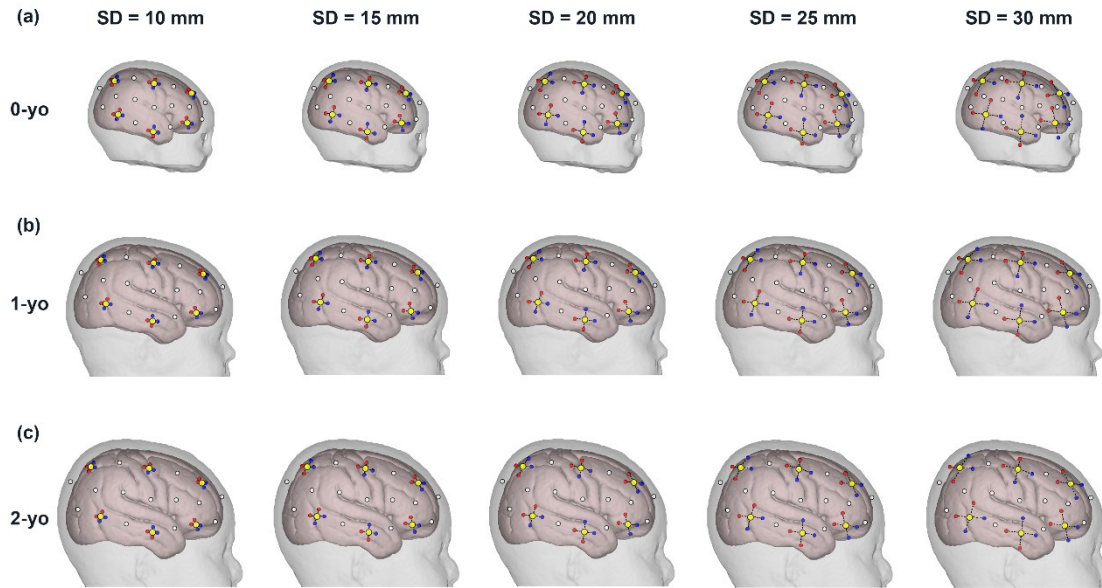 (a) SD = 10 mm SD = 15 mm SD = 20 mm SD = 25 mm SD = 30 mm
0-yo
(b)
1-yo
(c)
2-yo